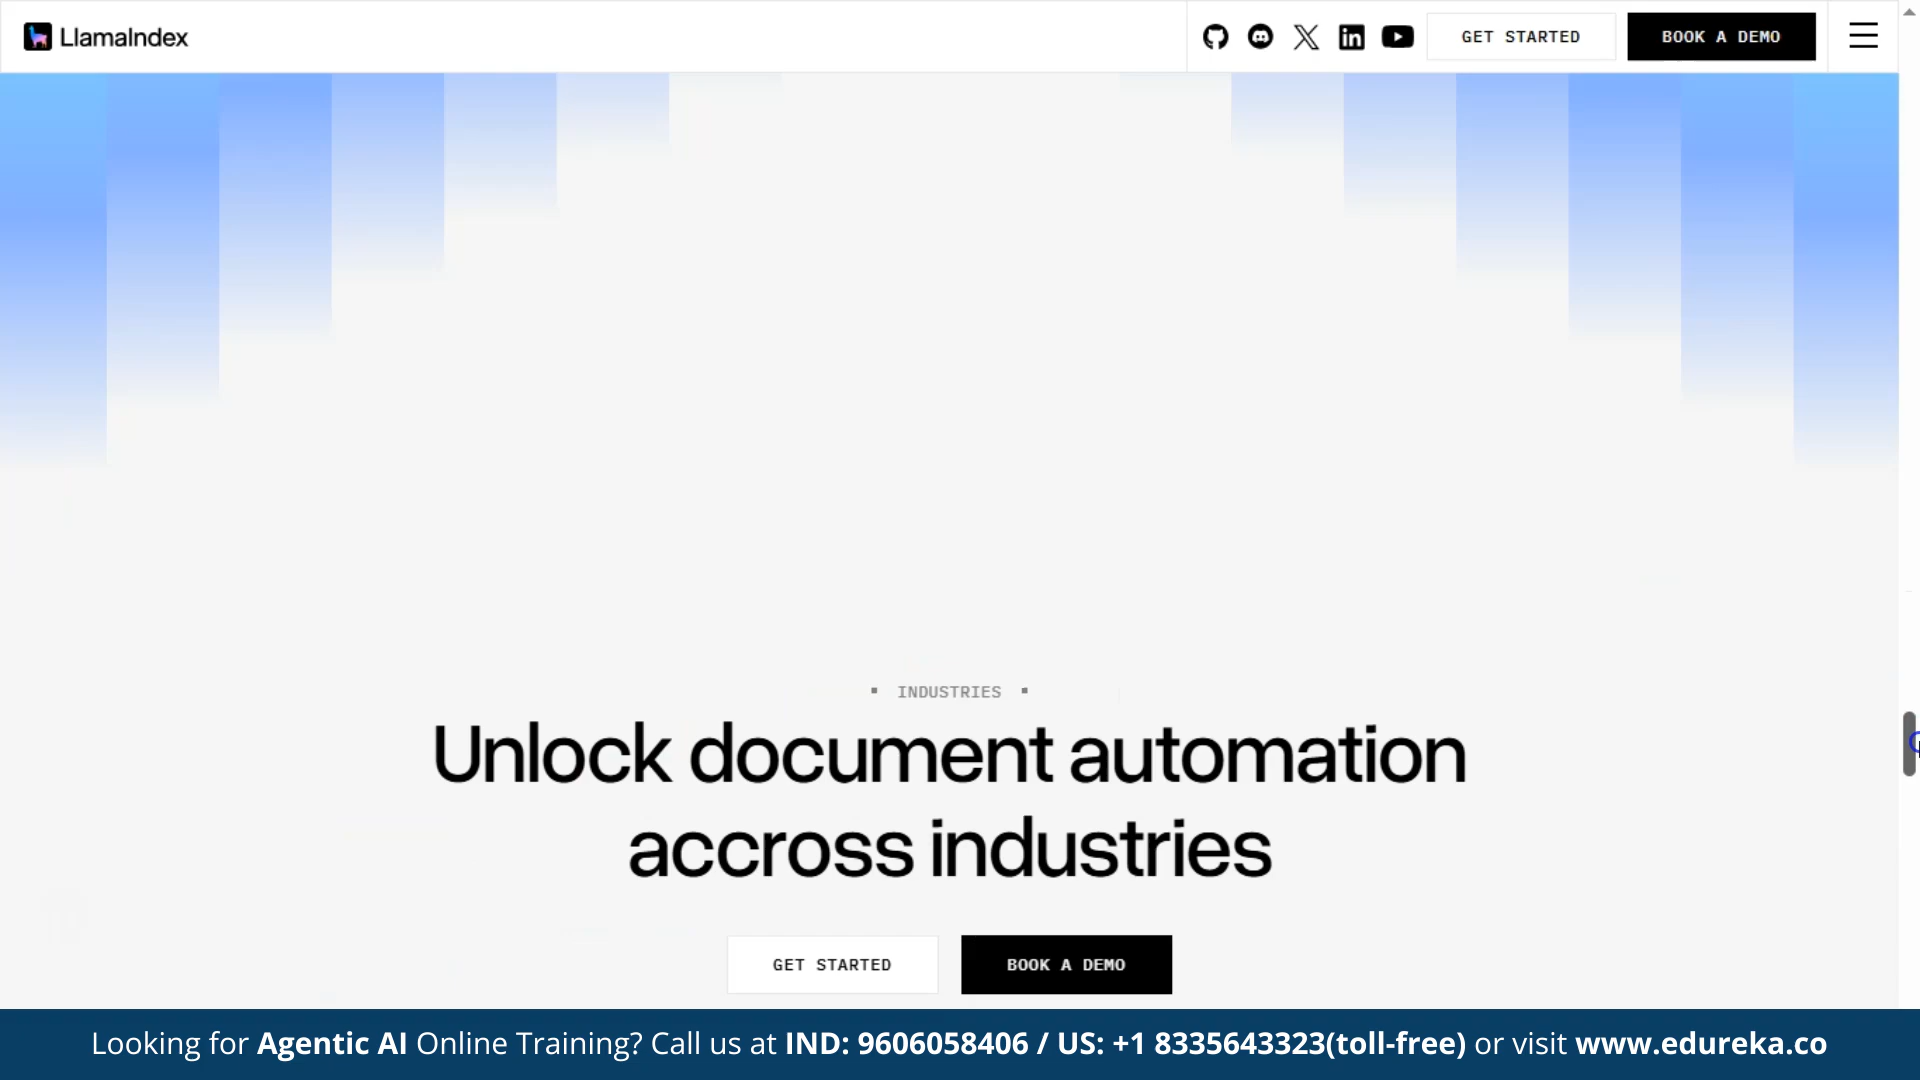 LlamaIndex
GET STARTED
BOOK A DEMO
INDUSTRIES
Unlock document automation
accross industries
GET STARTED
BOOK A DEMO
Looking for Agentic AI Online Training? Call us at IND: 9606058406 / US: +1 8335643323(toll-free) or visit www.edureka.co